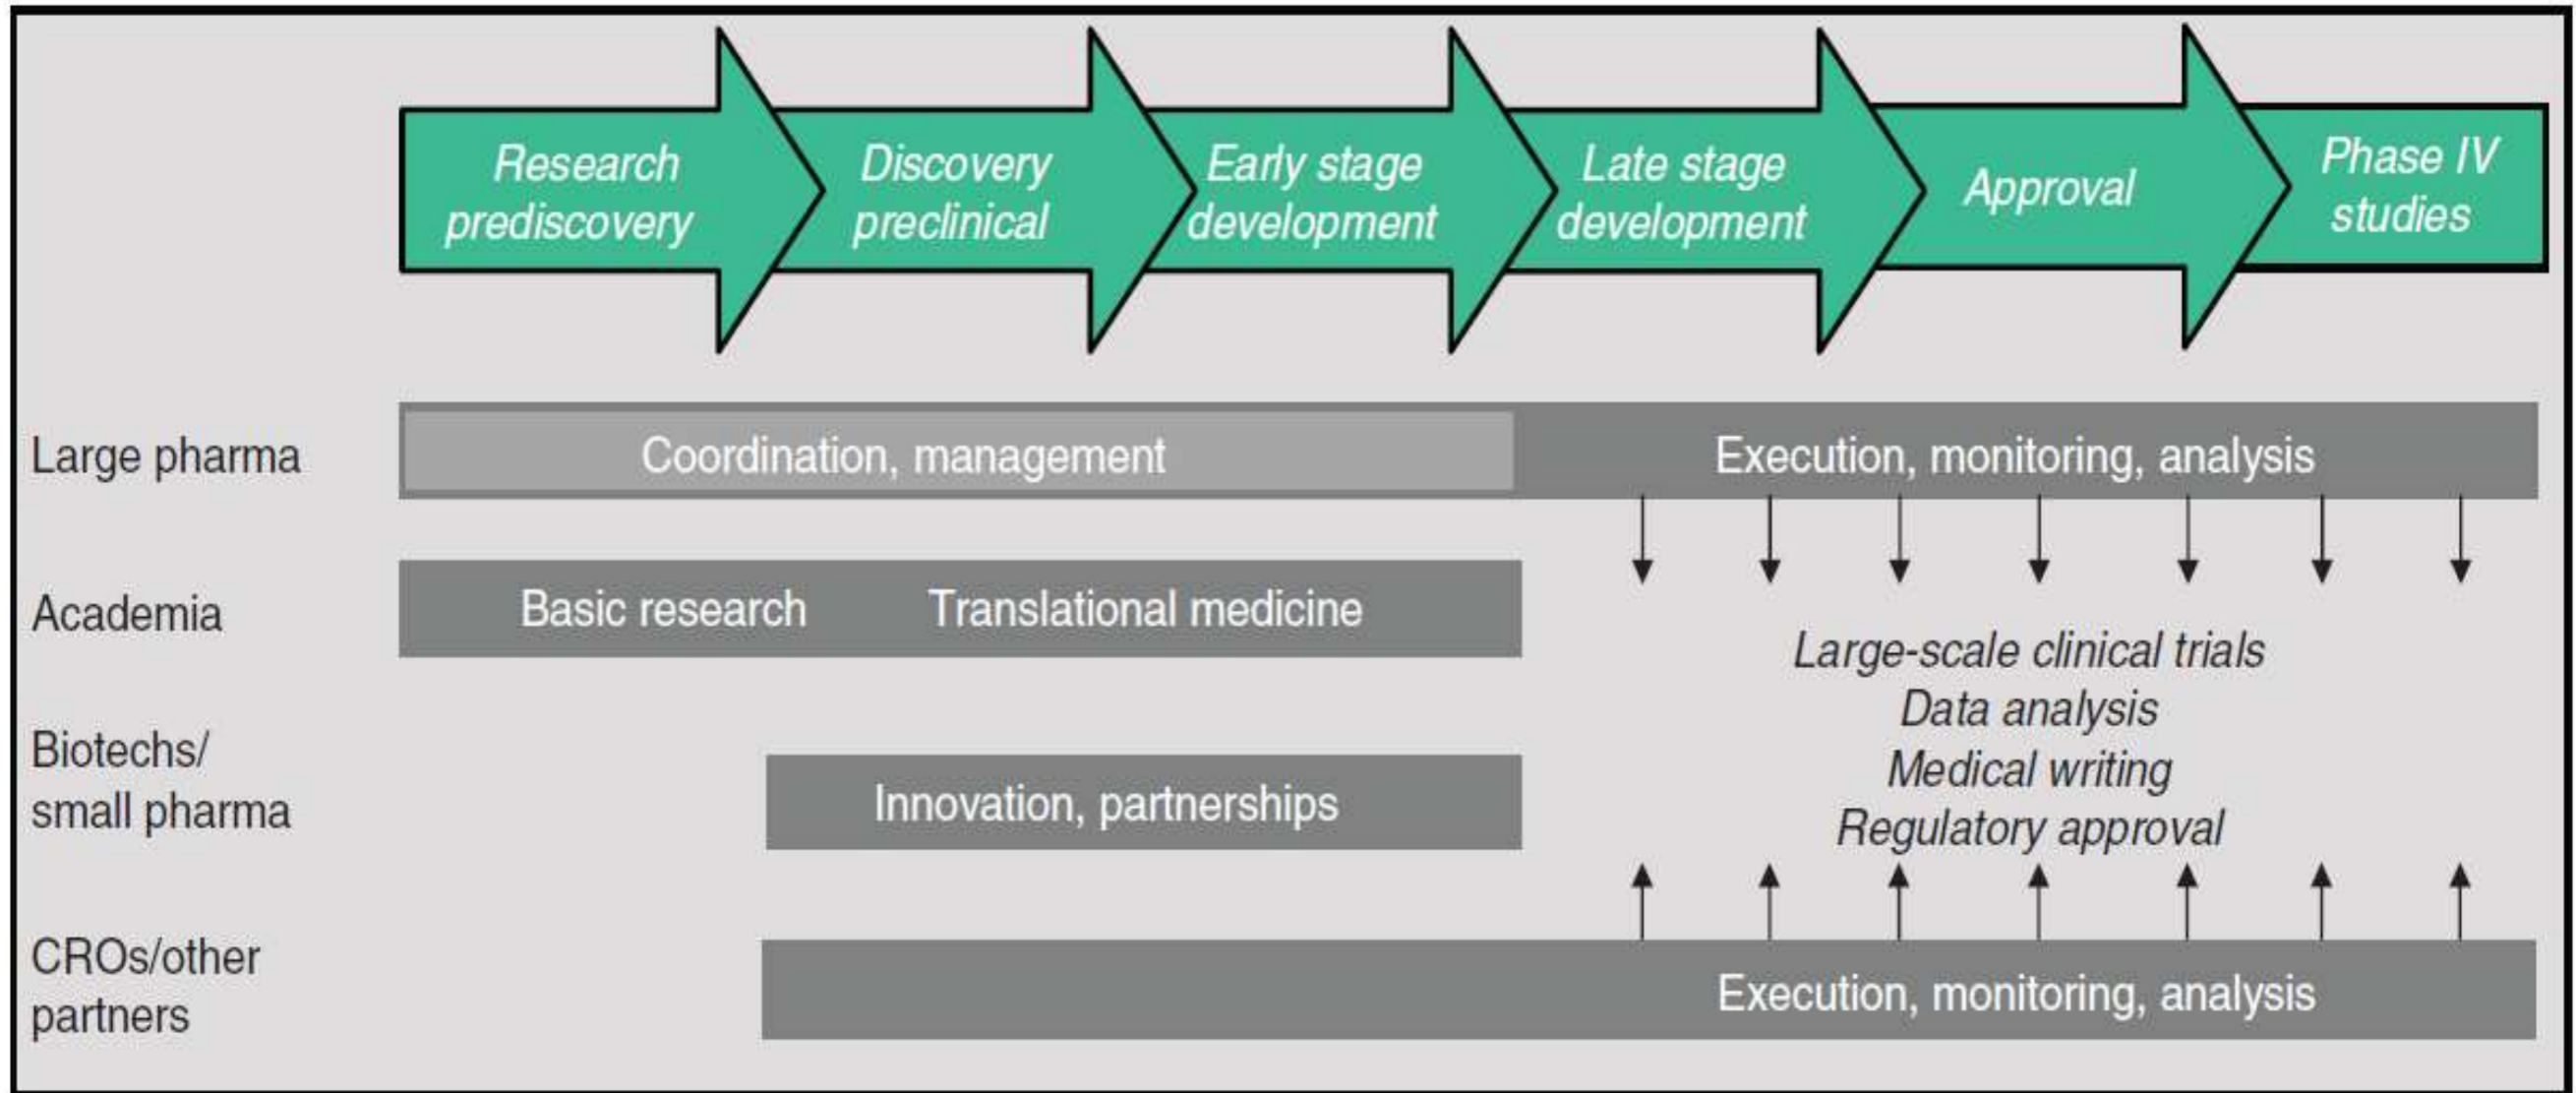 Research
prediscovery
Discovery
preclinical
Early stage
development
Late stage
development
Approval
Phase IV
studies
Large pharma
Coordination, management
Execution, monitoring, analysis
Academia
Basic research
Translational medicine
Large-scale clinical trials
Data analysis
Medical writing
Regulatory approval
Biotechs/
small pharma
Innovation, partnerships
CROs/other
partners
Execution, monitoring, analysis